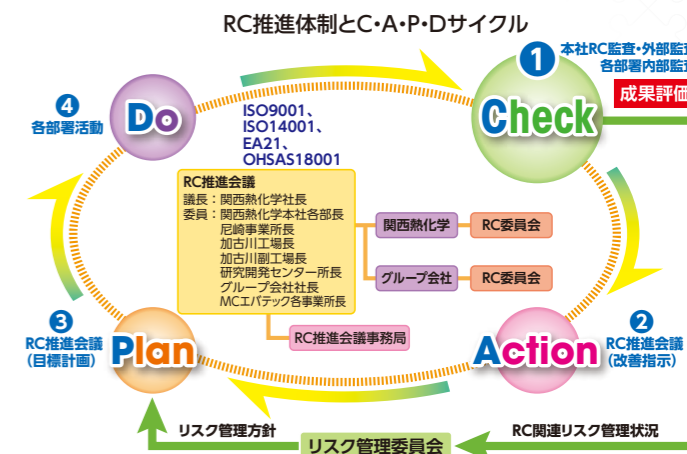 RC推進体制とC・A・P・Dサイクル
1
本社RC監査・外部監査
各部署内部監査
成果評価
Check
4
各部署活動
Do
ISO9001、
ISO14001、
EA21、
OHSAS18001
RC推進会議
議長：関西熱化学社長
委員：関西熱化学本社各部長
尼崎事業所長
加古川工場長
加古川副工場長
研究開発センター所長
グループ会社社長
MCエバテック各事業所長
関西熱化学
RC委員会
グループ会社
RC委員会
RC推進会議事務局
3
RC推進会議
（目標計画）
Plan
Action
2
RC推進会議
（改善指示）
リスク管理方針
リスク管理委員会
RC関連リスク管理状況